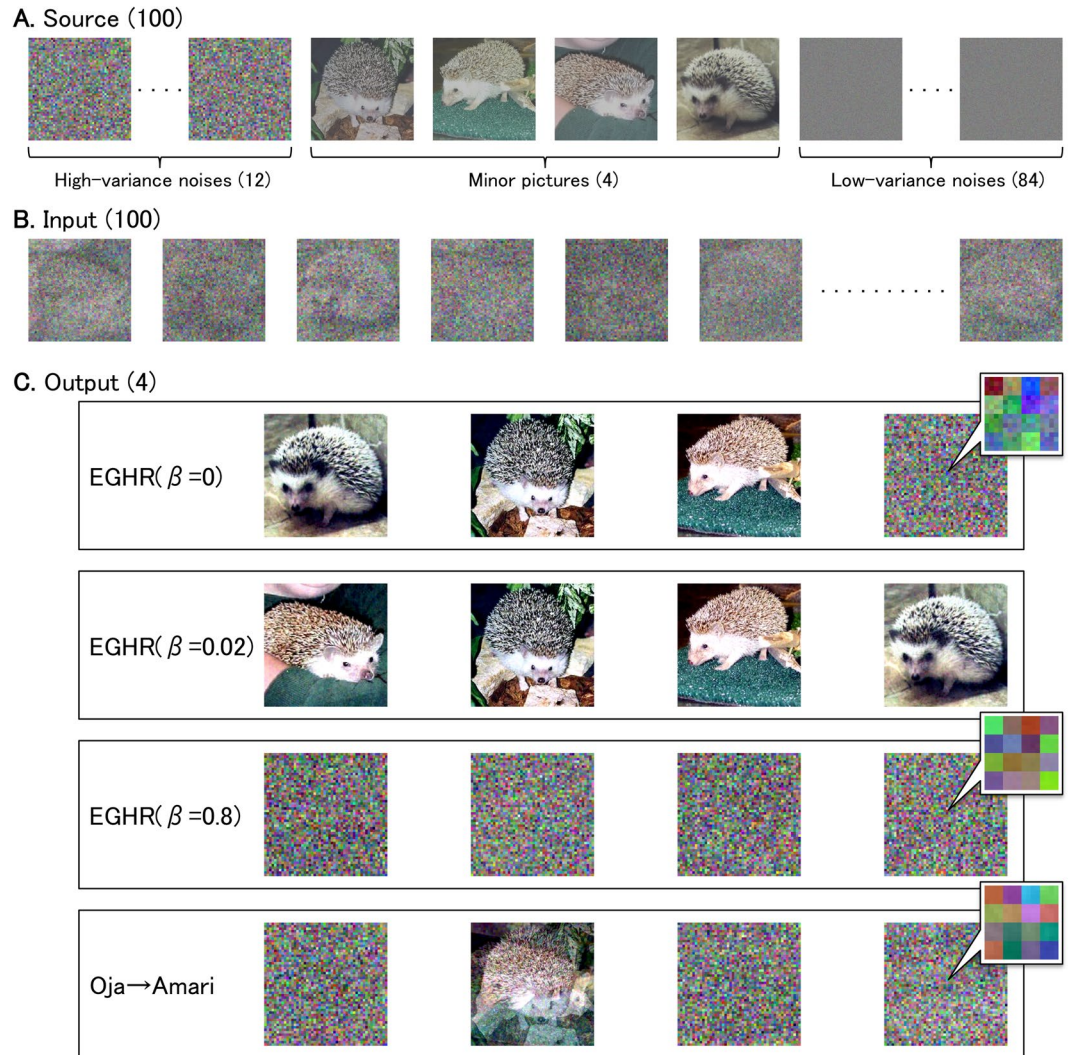 A. Source (100)
High-variance noises (12)
Minor pictures (4)
Low-variance noises (84)
B. Input (100)
C. Output (4)
EGHR(β=0)
EGHR(β=0.02)
EGHR(β=0.8)
Oja→Amari